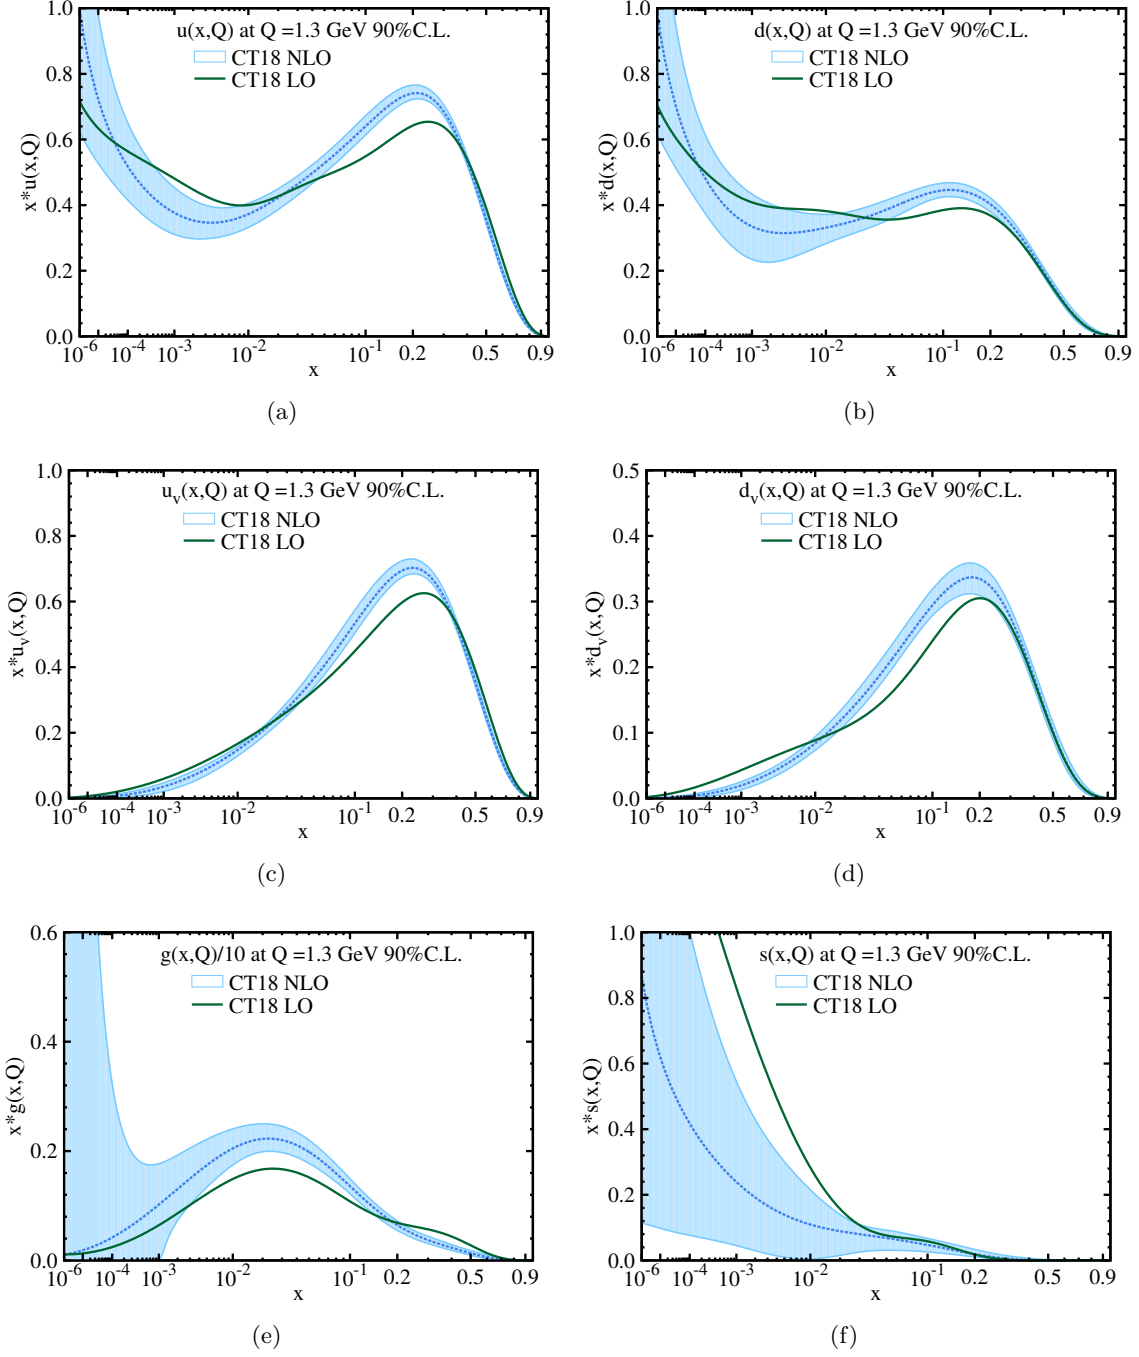 u(x,Q) at Q =1.3 GeV 90%C.L.
CT18 NLO
CT18 LO
x*u(x,Q)
1.0
0.8
0.6
0.4
0.2
0.0
10^-6 10^-4 10^-3 10^-2 10^-1 0.2 0.5 0.9
x
(a)
d(x,Q) at Q =1.3 GeV 90%C.L.
CT18 NLO
CT18 LO
x*d(x,Q)
1.0
0.8
0.6
0.4
0.2
0.0
10^-6 10^-4 10^-3 10^-2 10^-1 0.2 0.5 0.9
x
(b)
u_v(x,Q) at Q =1.3 GeV 90%C.L.
CT18 NLO
CT18 LO
x*u_v(x,Q)
1.0
0.8
0.6
0.4
0.2
0.0
10^-6 10^-4 10^-3 10^-2 10^-1 0.2 0.5 0.9
x
(c)
d_v(x,Q) at Q =1.3 GeV 90%C.L.
CT18 NLO
CT18 LO
x*d_v(x,Q)
0.5
0.4
0.3
0.2
0.1
0.0
10^-6 10^-4 10^-3 10^-2 10^-1 0.2 0.5 0.9
x
(d)
g(x,Q)/10 at Q =1.3 GeV 90%C.L.
CT18 NLO
CT18 LO
x*g(x,Q)
0.6
0.4
0.2
0.0
10^-6 10^-4 10^-3 10^-2 10^-1 0.2 0.5 0.9
x
(e)
s(x,Q) at Q =1.3 GeV 90%C.L.
CT18 NLO
CT18 LO
x*s(x,Q)
1.0
0.8
0.6
0.4
0.2
0.0
10^-6 10^-4 10^-3 10^-2 10^-1 0.2 0.5 0.9
x
(f)